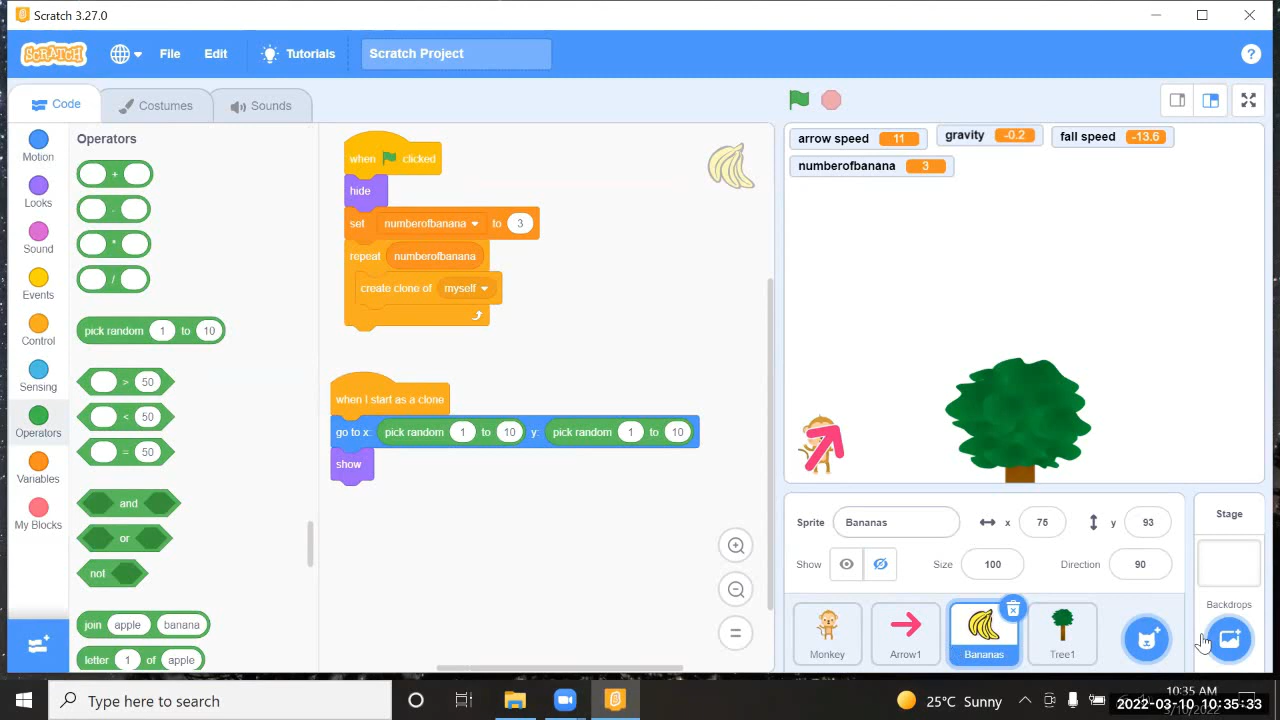 Scratch 3.27.0
SCRATCH
File
Edit
Tutorials
Scratch Project
?
Code
Costumes
Sounds
Motion
Looks
Sound
Events
Control
Sensing
Operators
Variables
My Blocks
Operators
+
-
*
/
pick random 1 to 10
> 50
< 50
= 50
and
or
not
join apple banana
letter 1 of apple
when clicked
hide
set numberofbanana to 3
repeat numberofbanana
create clone of myself
when I start as a clone
go to x: pick random 1 to 10 y: pick random 1 to 10
show
arrow speed 11
gravity -0.2
fall speed -13.6
numberofbanana 3
Sprite Bananas x 75 y 93
Show Size 100 Direction 90
Monkey
Arrow1
Bananas
Tree1
Stage
Backdrops
Type here to search
25°C Sunny
10:35 AM
2022-03-10 10:35:33